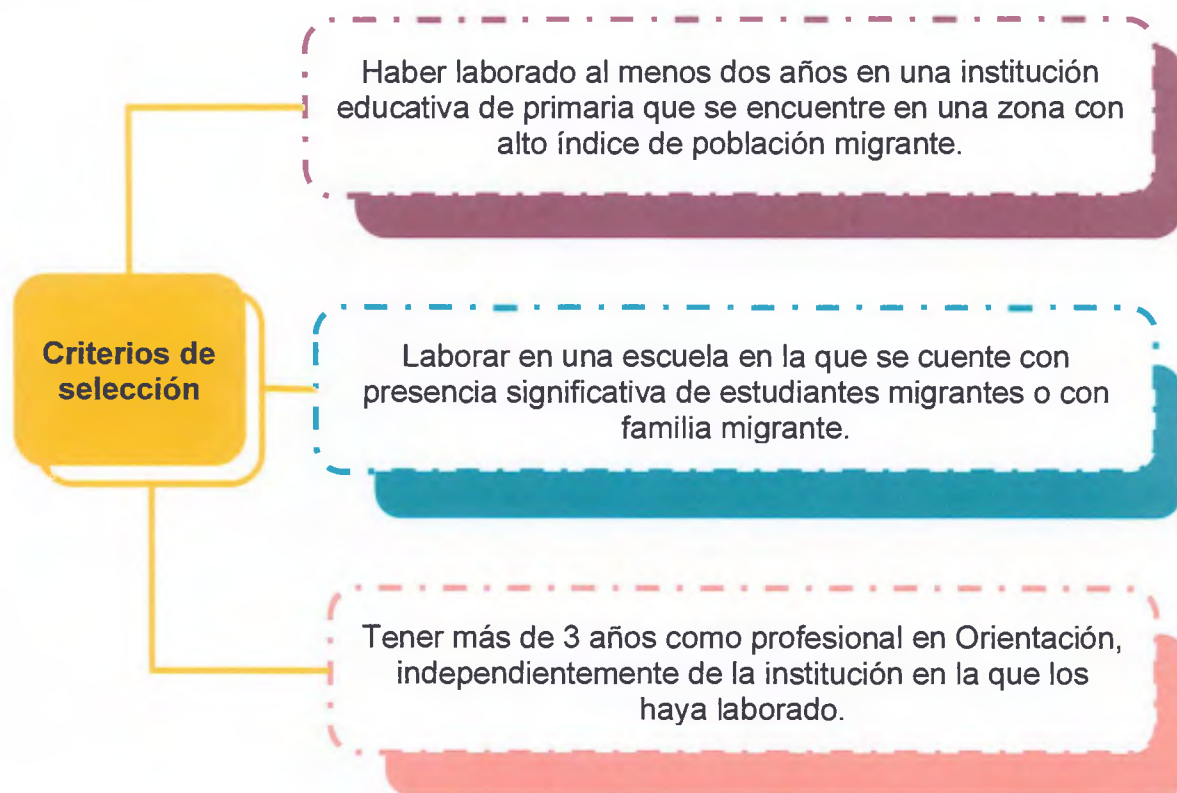 Haber laborado al menos dos años en una institución
educativa de primaria que se encuentre en una zona con
alto índice de población migrante.
Criterios de
selección
Laborar en una escuela en la que se cuente con
presencia significativa de estudiantes migrantes o con
familia migrante.
Tener más de 3 años como profesional en Orientación,
independientemente de la institución en la que los
haya laborado.